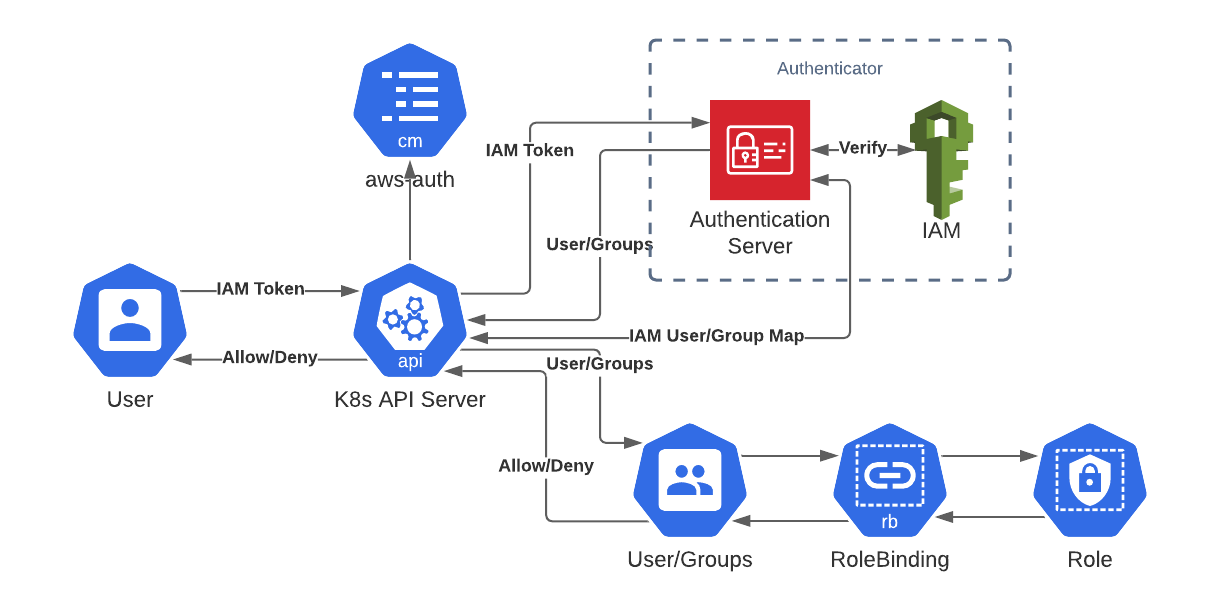 Authenticator
cm
aws-auth
IAM Token
Verify
Authentication
Server
IAM
User/Groups
IAM Token
IAM User/Group Map
api
Allow/Deny
User/Groups
User
K8s API Server
Allow/Deny
rb
User/Groups
RoleBinding
Role